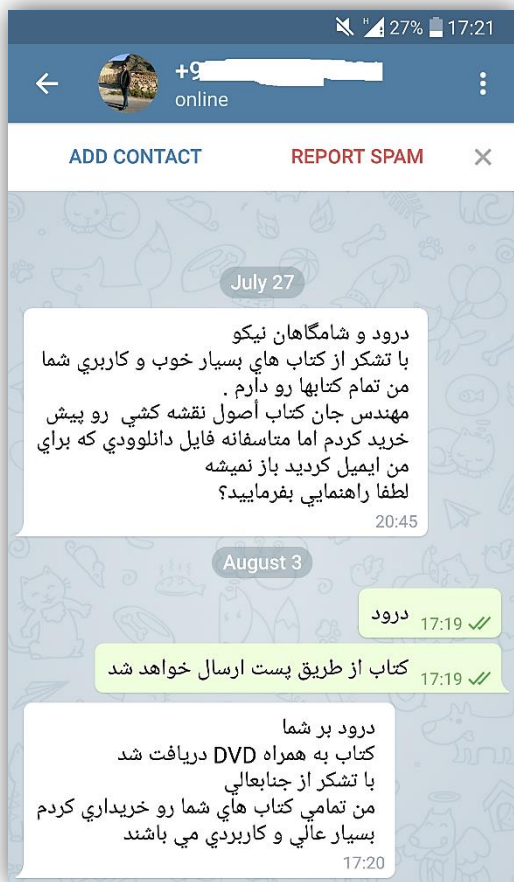 27% 17:21
+9
online
ADD CONTACT REPORT SPAM
July 27
درود و شامگاهان نيكو
با تشكر از كتاب هاي بسيار خوب و كاربري شما
من تمام كتابها رو دارم .
مهندس جان كتاب أصول نقشه كشي رو پيش
خريد كردم اما متاسفانه فايل دانلوودي كه براي
من ايميل كرديد باز نميشه
لطفا راهنمايي بفرماييد؟
20:45
August 3
درود
17:19
کتاب از طریق پست ارسال خواهد شد
17:19
درود بر شما
كتاب به همراه DVD دريافت شد
با تشكر از جنابعالي
من تمامي كتاب هاي شما رو خريداري كردم
بسيار عالي و كاربردي مي باشند
17:20